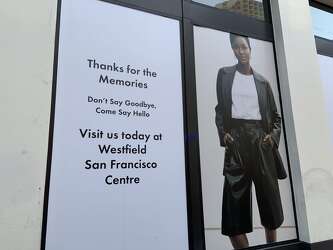 Thanks for the
Memories
Don't Say Goodbye,
Come Say Hello
Visit us today at
Westfield
San Francisco
Centre